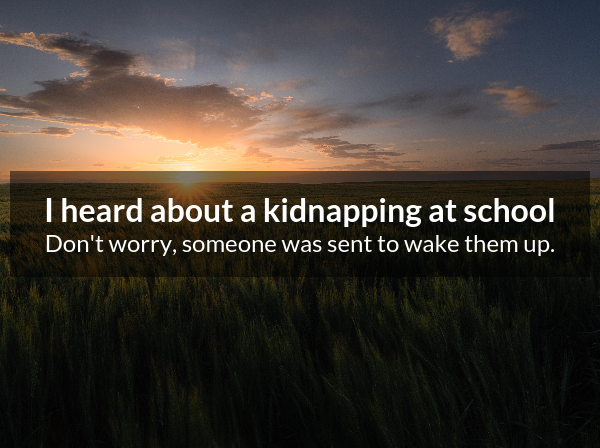 I heard about a kidnapping at school
Don't worry, someone was sent to wake them up.